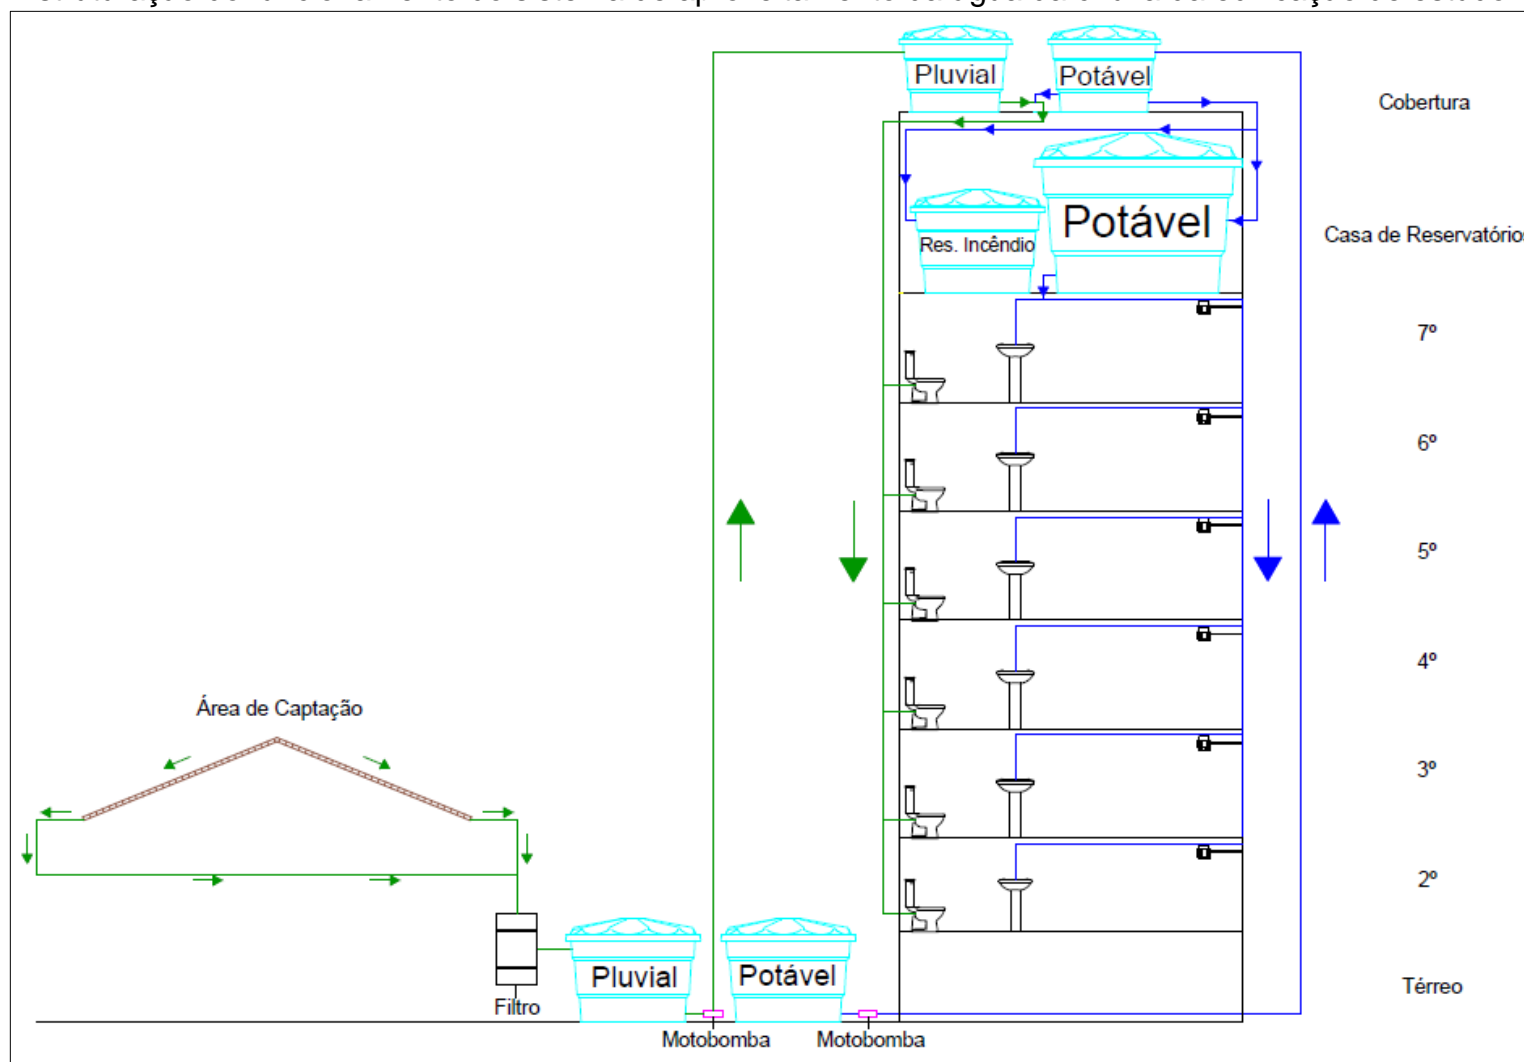 Pluvial
Potável
Cobertura
Potável
Res. Incêndio
Casa de Reservatórios
7º
6º
5º
4º
3º
2º
Área de Captação
Pluvial
Potável
Filtro
Térreo
Motobomba
Motobomba